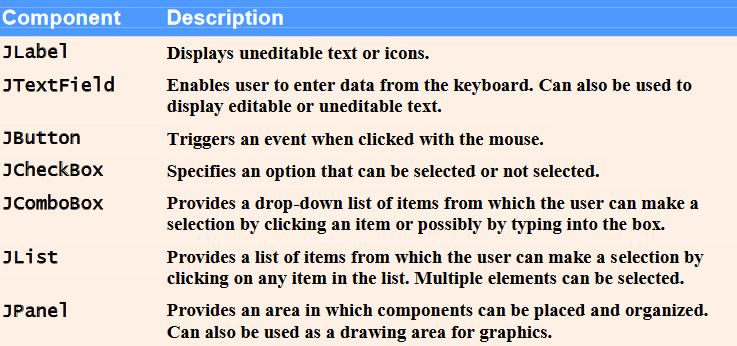 Component Description
JLabel Displays uneditable text or icons.
JTextField Enables user to enter data from the keyboard. Can also be used to
display editable or uneditable text.
JButton Triggers an event when clicked with the mouse.
JCheckBox Specifies an option that can be selected or not selected.
JComboBox Provides a drop-down list of items from which the user can make a
selection by clicking an item or possibly by typing into the box.
JList Provides a list of items from which the user can make a selection by
clicking on any item in the list. Multiple elements can be selected.
JPanel Provides an area in which components can be placed and organized.
Can also be used as a drawing area for graphics.